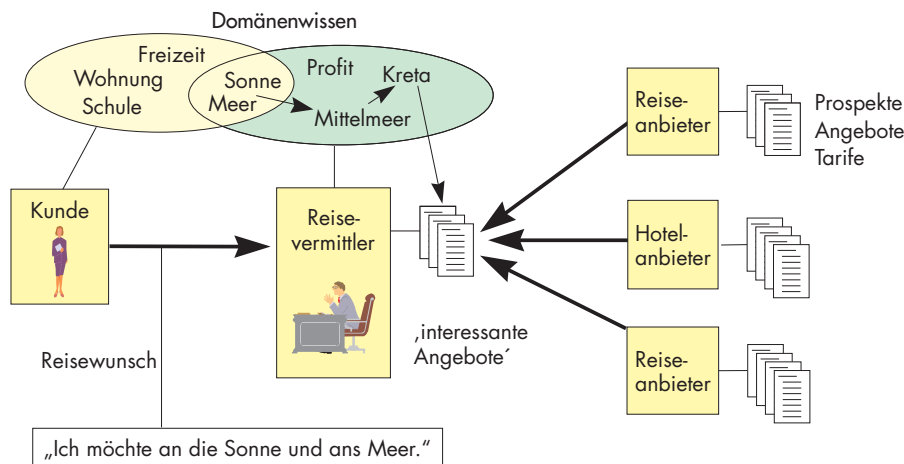 Domänenwissen
Freizeit
Wohnung
Schule
Sonne
Meer
Profit
Kreta
Mittelmeer
Reise-
anbieter
Prospekte
Angebote
Tarife
Kunde
Reise-
vermittler
Hotel-
anbieter
Reisewunsch
‚interessante
Angebote´
Reise-
anbieter
„Ich möchte an die Sonne und ans Meer.“